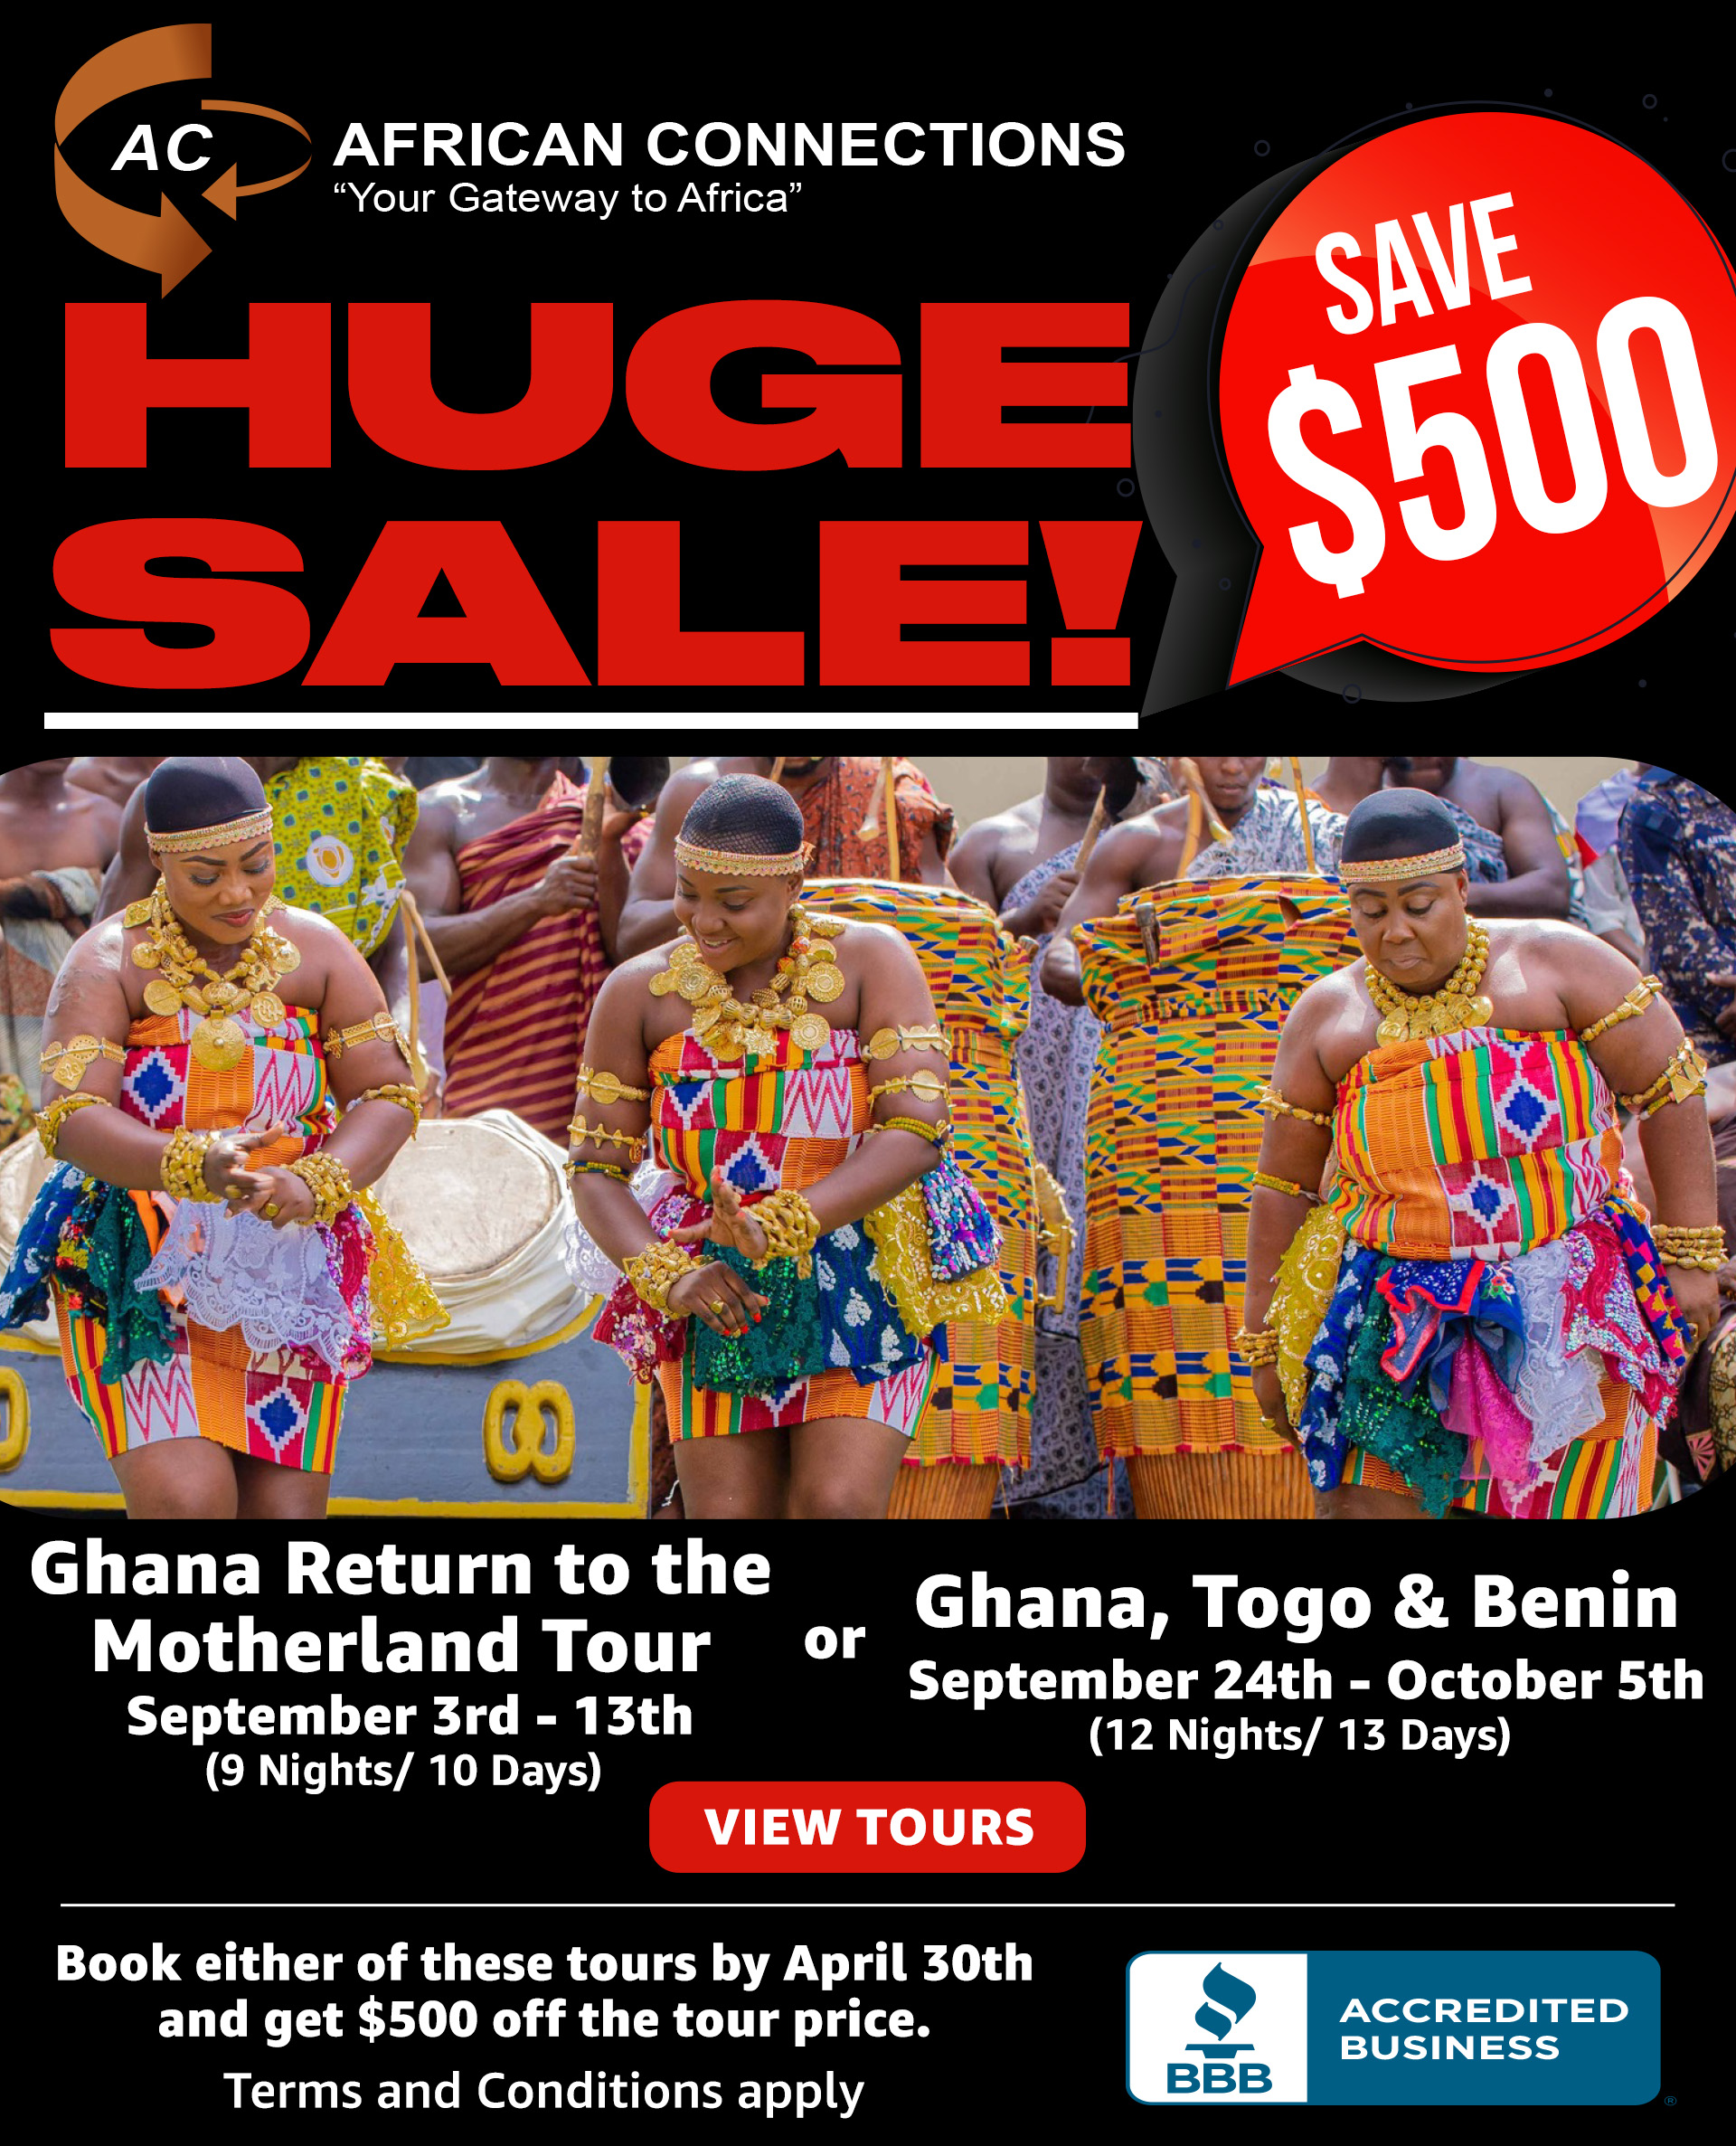 AC
AFRICAN CONNECTIONS
“Your Gateway to Africa”
HUGE
SALE!
SAVE
$500
Ghana Return to the
Motherland Tour
September 3rd - 13th
(9 Nights/ 10 Days)
or
Ghana, Togo & Benin
September 24th - October 5th
(12 Nights/ 13 Days)
VIEW TOURS
Book either of these tours by April 30th
and get $500 off the tour price.
Terms and Conditions apply
BBB
ACCREDITED
BUSINESS
®